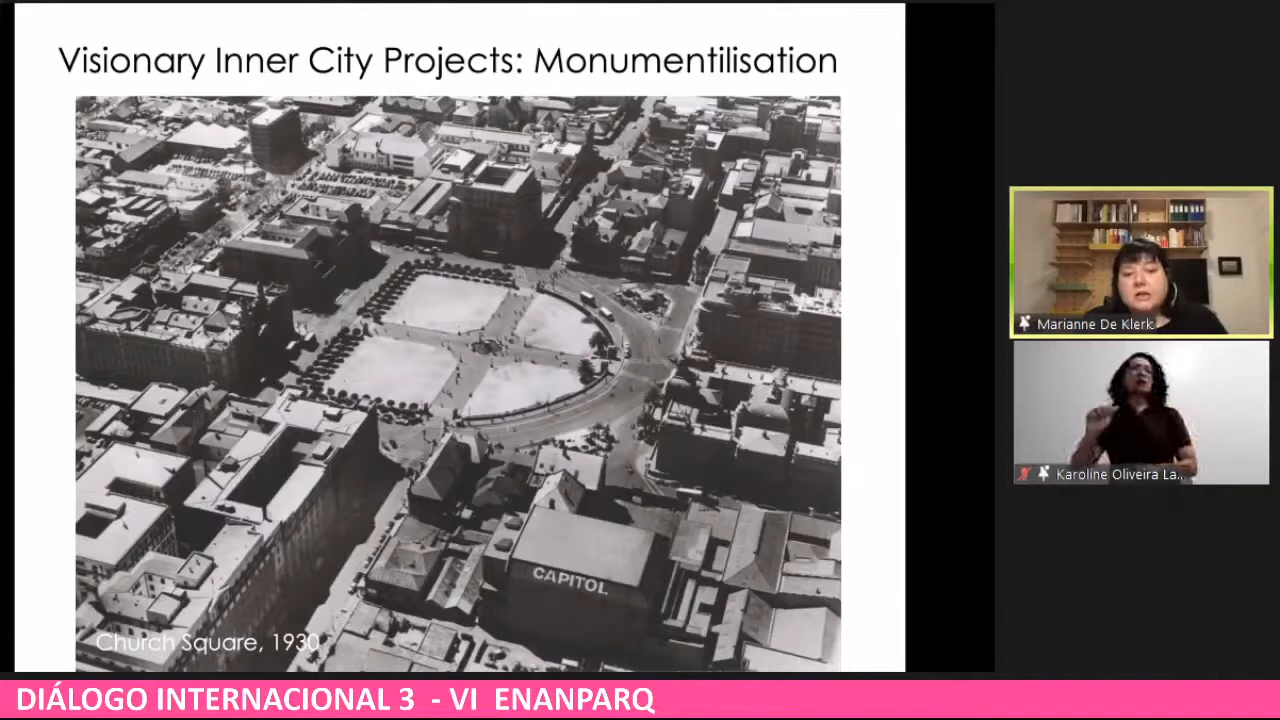 Visionary Inner City Projects: Monumentilisation
CAPITOL
Church Square, 1930
Marianne De Klerk
Karoline Oliveira La..
DIÁLOGO INTERNACIONAL 3 - VI ENANPARQ